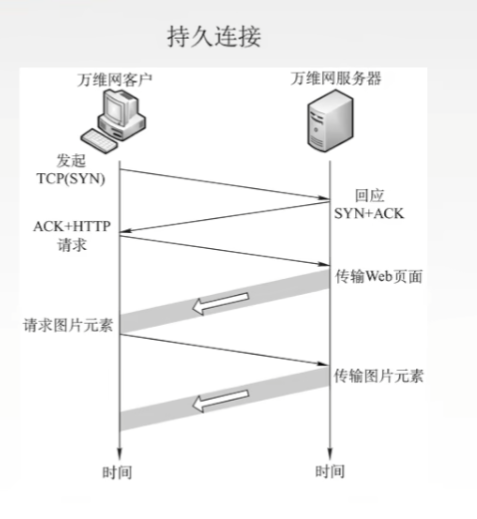 持久连接
万维网客户
万维网服务器
发起
TCP(SYN)
回应
SYN+ACK
ACK+HTTP
请求
传输Web页面
请求图片元素
传输图片元素
时间
时间